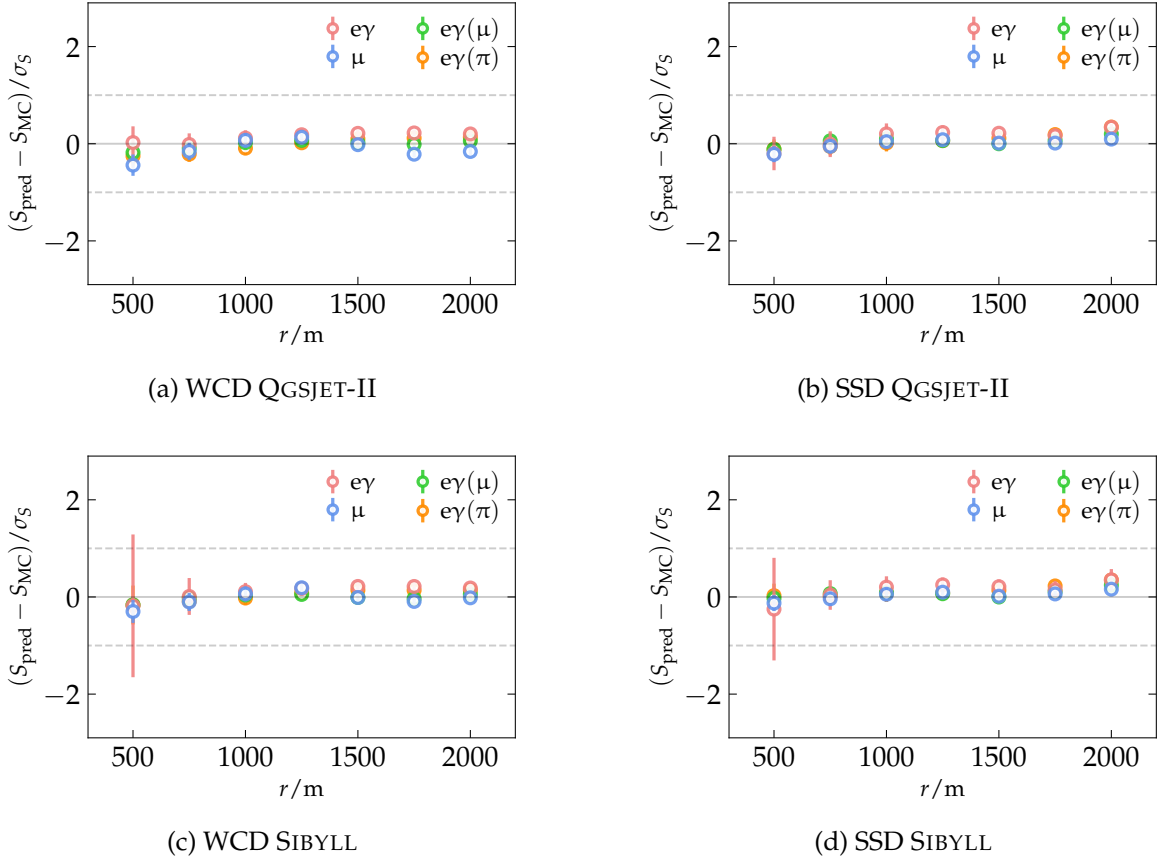 2
0
−2
(S_pred − S_MC)/σ_S
eγ
μ
eγ(μ)
eγ(π)
500 1000 1500 2000
r/m
(a) WCD QGSJET-II
2
0
−2
(S_pred − S_MC)/σ_S
eγ
μ
eγ(μ)
eγ(π)
500 1000 1500 2000
r/m
(b) SSD QGSJET-II
2
0
−2
(S_pred − S_MC)/σ_S
eγ
μ
eγ(μ)
eγ(π)
500 1000 1500 2000
r/m
(c) WCD SIBYLL
2
0
−2
(S_pred − S_MC)/σ_S
eγ
μ
eγ(μ)
eγ(π)
500 1000 1500 2000
r/m
(d) SSD SIBYLL